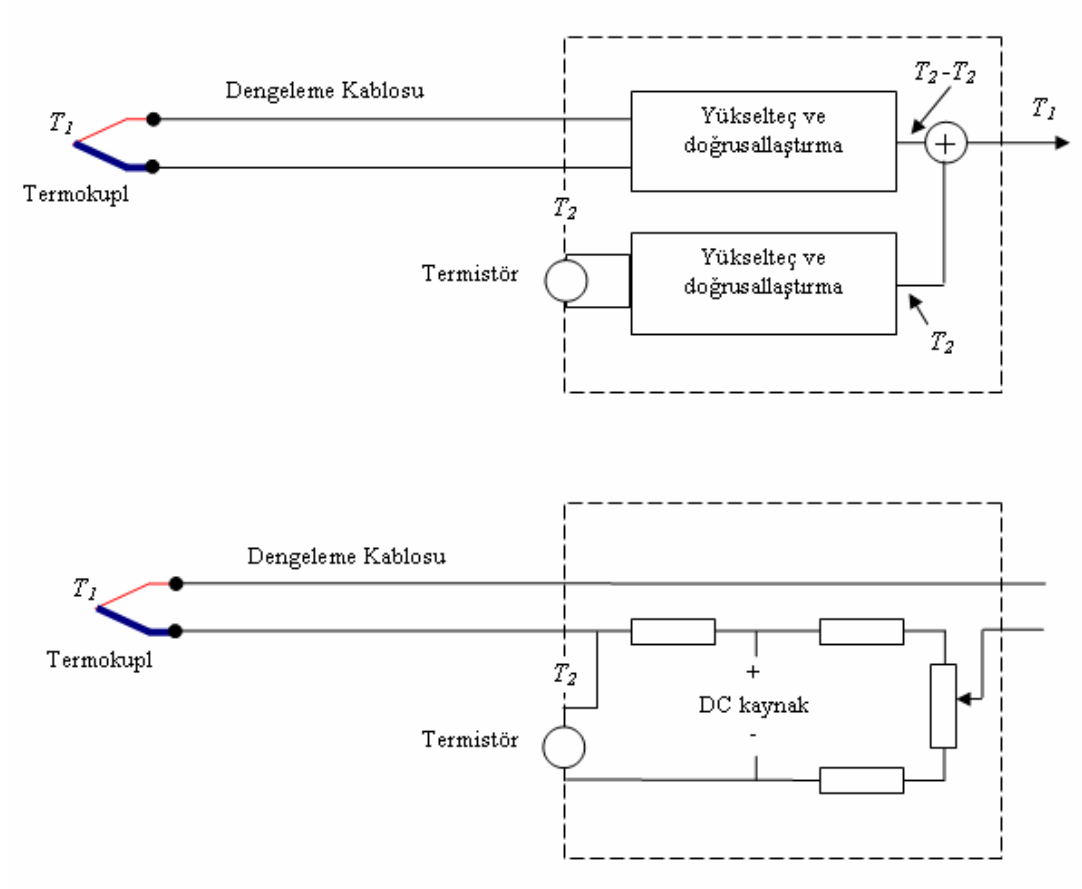 T2-T2
Dengeleme Kablosu
T1
T1
Yükselteç ve
doğrusallaştırma
Termokupl
T2
Termistör
Yükselteç ve
doğrusallaştırma
T2
Dengeleme Kablosu
T1
Termokupl
T2
+
DC kaynak
-
Termistör
+